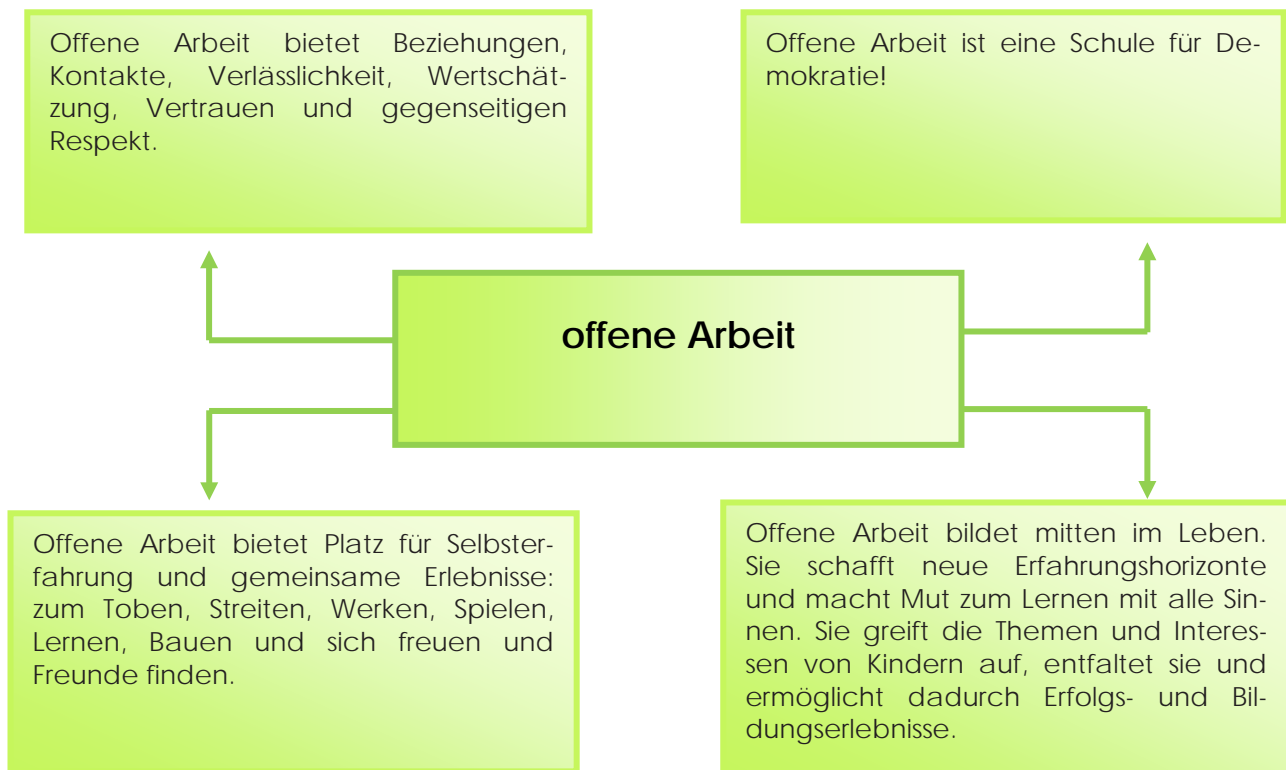 Offene Arbeit bietet Beziehungen,
Kontakte, Verlässlichkeit, Wertschät-
zung, Vertrauen und gegenseitigen
Respekt.
Offene Arbeit ist eine Schule für De-
mokratie!
offene Arbeit
Offene Arbeit bietet Platz für Selbster-
fahrung und gemeinsame Erlebnisse:
zum Toben, Streiten, Werken, Spielen,
Lernen, Bauen und sich freuen und
Freunde finden.
Offene Arbeit bildet mitten im Leben.
Sie schafft neue Erfahrungshorizonte
und macht Mut zum Lernen mit alle Sin-
nen. Sie greift die Themen und Interes-
sen von Kindern auf, entfaltet sie und
ermöglicht dadurch Erfolgs- und Bil-
dungserlebnisse.